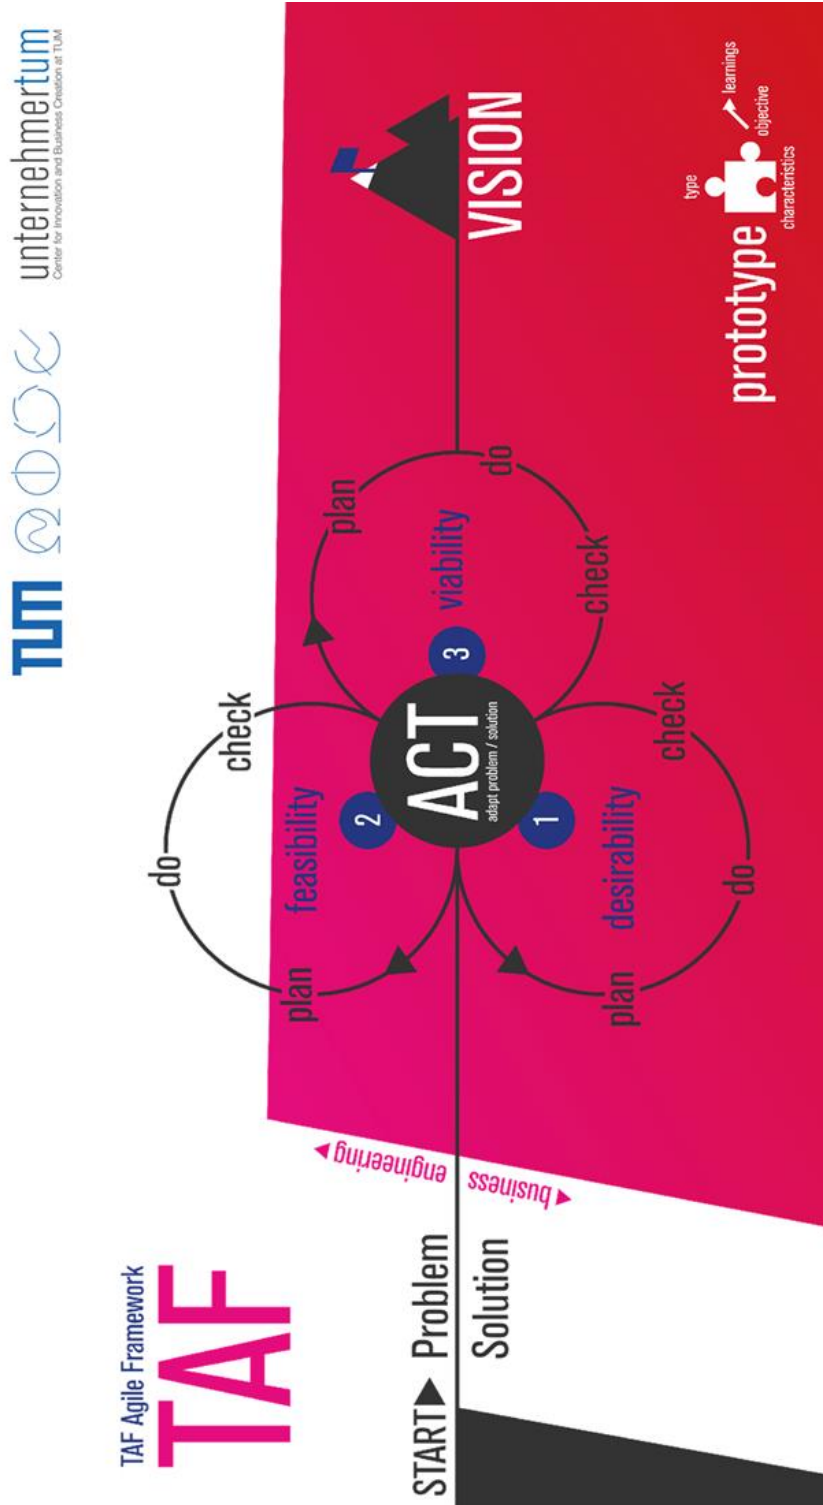 TAF Agile Framework
TAF
TUM
unternehmertum
Center for Innovation and Business Creation at TUM
START
Problem
Solution
engineering
business
feasibility
plan
do
check
2
ACT
adapt problem / solution
1
desirability
plan
do
check
3
viability
plan
do
check
VISION
prototype
type
characteristics
objective
learnings